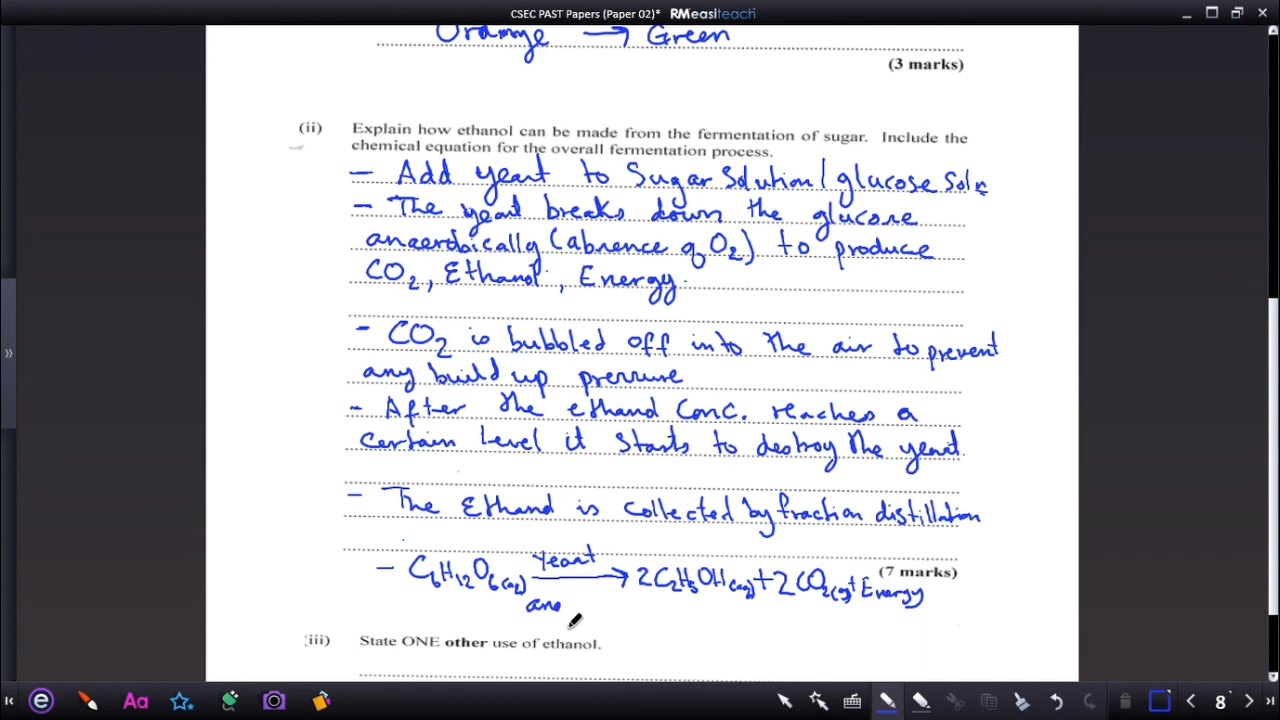 CSEC PAST Papers (Paper 02)* RMeasiteach
Orange → Green
(3 marks)
(ii) Explain how ethanol can be made from the fermentation of sugar. Include the
chemical equation for the overall fermentation process.
- Add yeast to Sugar Solution / glucose Soln
- The yeast breaks down the glucose
anaerobically (absence of O2) to produce
CO2, Ethanol, Energy.
- CO2 is bubbled off into the air to prevent
any build up pressure
- After the ethanol Conc. reaches a
certain level it starts to destroy the yeast.
- The Ethanol is collected by fraction distillation
- C6H12O6(aq) yeast → 2C2H5OH(aq) + 2CO2(g) + Energy
(7 marks)
ano
(iii) State ONE other use of ethanol.
8